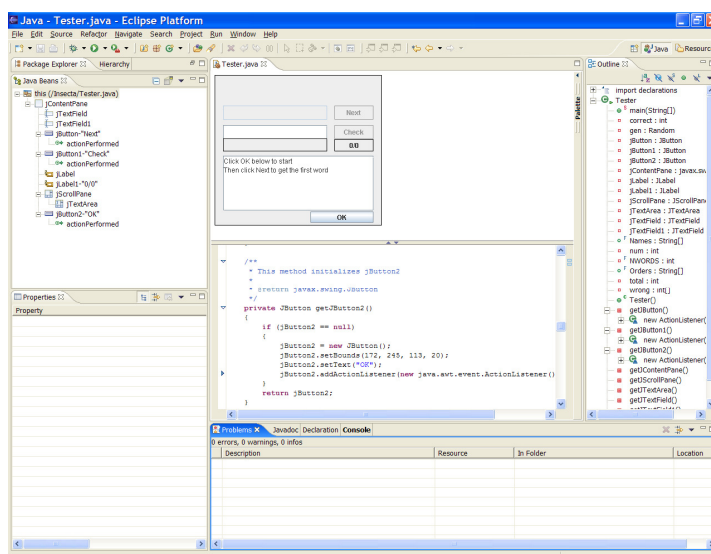 Java - Tester.java - Eclipse Platform
File Edit Source Refactor Navigate Search Project Run Window Help
Java Resourc
Package Explorer Hierarchy
Java Beans
this (/Insecta/Tester.java)
jContentPane
jTextField
jTextField1
jButton-"Next"
actionPerformed
jButton1-"Check"
actionPerformed
jLabel
jLabel1-"0/0"
jScrollPane
jTextArea
jButton2-"OK"
actionPerformed
Properties
Property
Tester.java
Next
Check
0/0
Click OK below to start
Then click Next to get the first word
OK
Palette
/**
* This method initializes jButton2
*
* @return javax.swing.JButton
*/
private JButton getJButton2()
{
if (jButton2 == null)
{
jButton2 = new JButton();
jButton2.setBounds(172, 245, 113, 20);
jButton2.setText("OK");
jButton2.addActionListener(new java.awt.event.ActionListener()
}
return jButton2;
}
Outline
import declarations
Tester
main(String[])
correct : int
gen : Random
jButton : JButton
jButton1 : JButton
jButton2 : JButton
jContentPane : javax.sw
jLabel : JLabel
jLabel1 : JLabel
jScrollPane : JScrollPan
jTextArea : JTextArea
jTextField : JTextField
jTextField1 : JTextField
Names : String[]
num : int
NWORDS : int
Orders : String[]
total : int
wrong : int[]
Tester()
getJButton()
new ActionListener(
getJButton1()
new ActionListener(
getJButton2()
new ActionListener(
getJContentPane()
getJScrollPane()
getJTextArea()
getJTextField()
getJTextField1()
Problems Javadoc Declaration Console
0 errors, 0 warnings, 0 infos
Description Resource In Folder Location